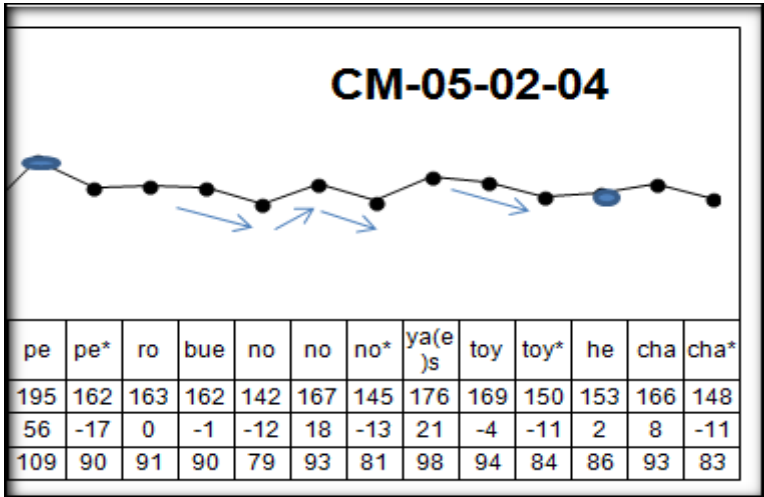 CM-05-02-04
pe pe* ro bue no no no* ya(e)s toy toy* he cha cha*
195 162 163 162 142 167 145 176 169 150 153 166 148
56 -17 0 -1 -12 18 -13 21 -4 -11 2 8 -11
109 90 91 90 79 93 81 98 94 84 86 93 83